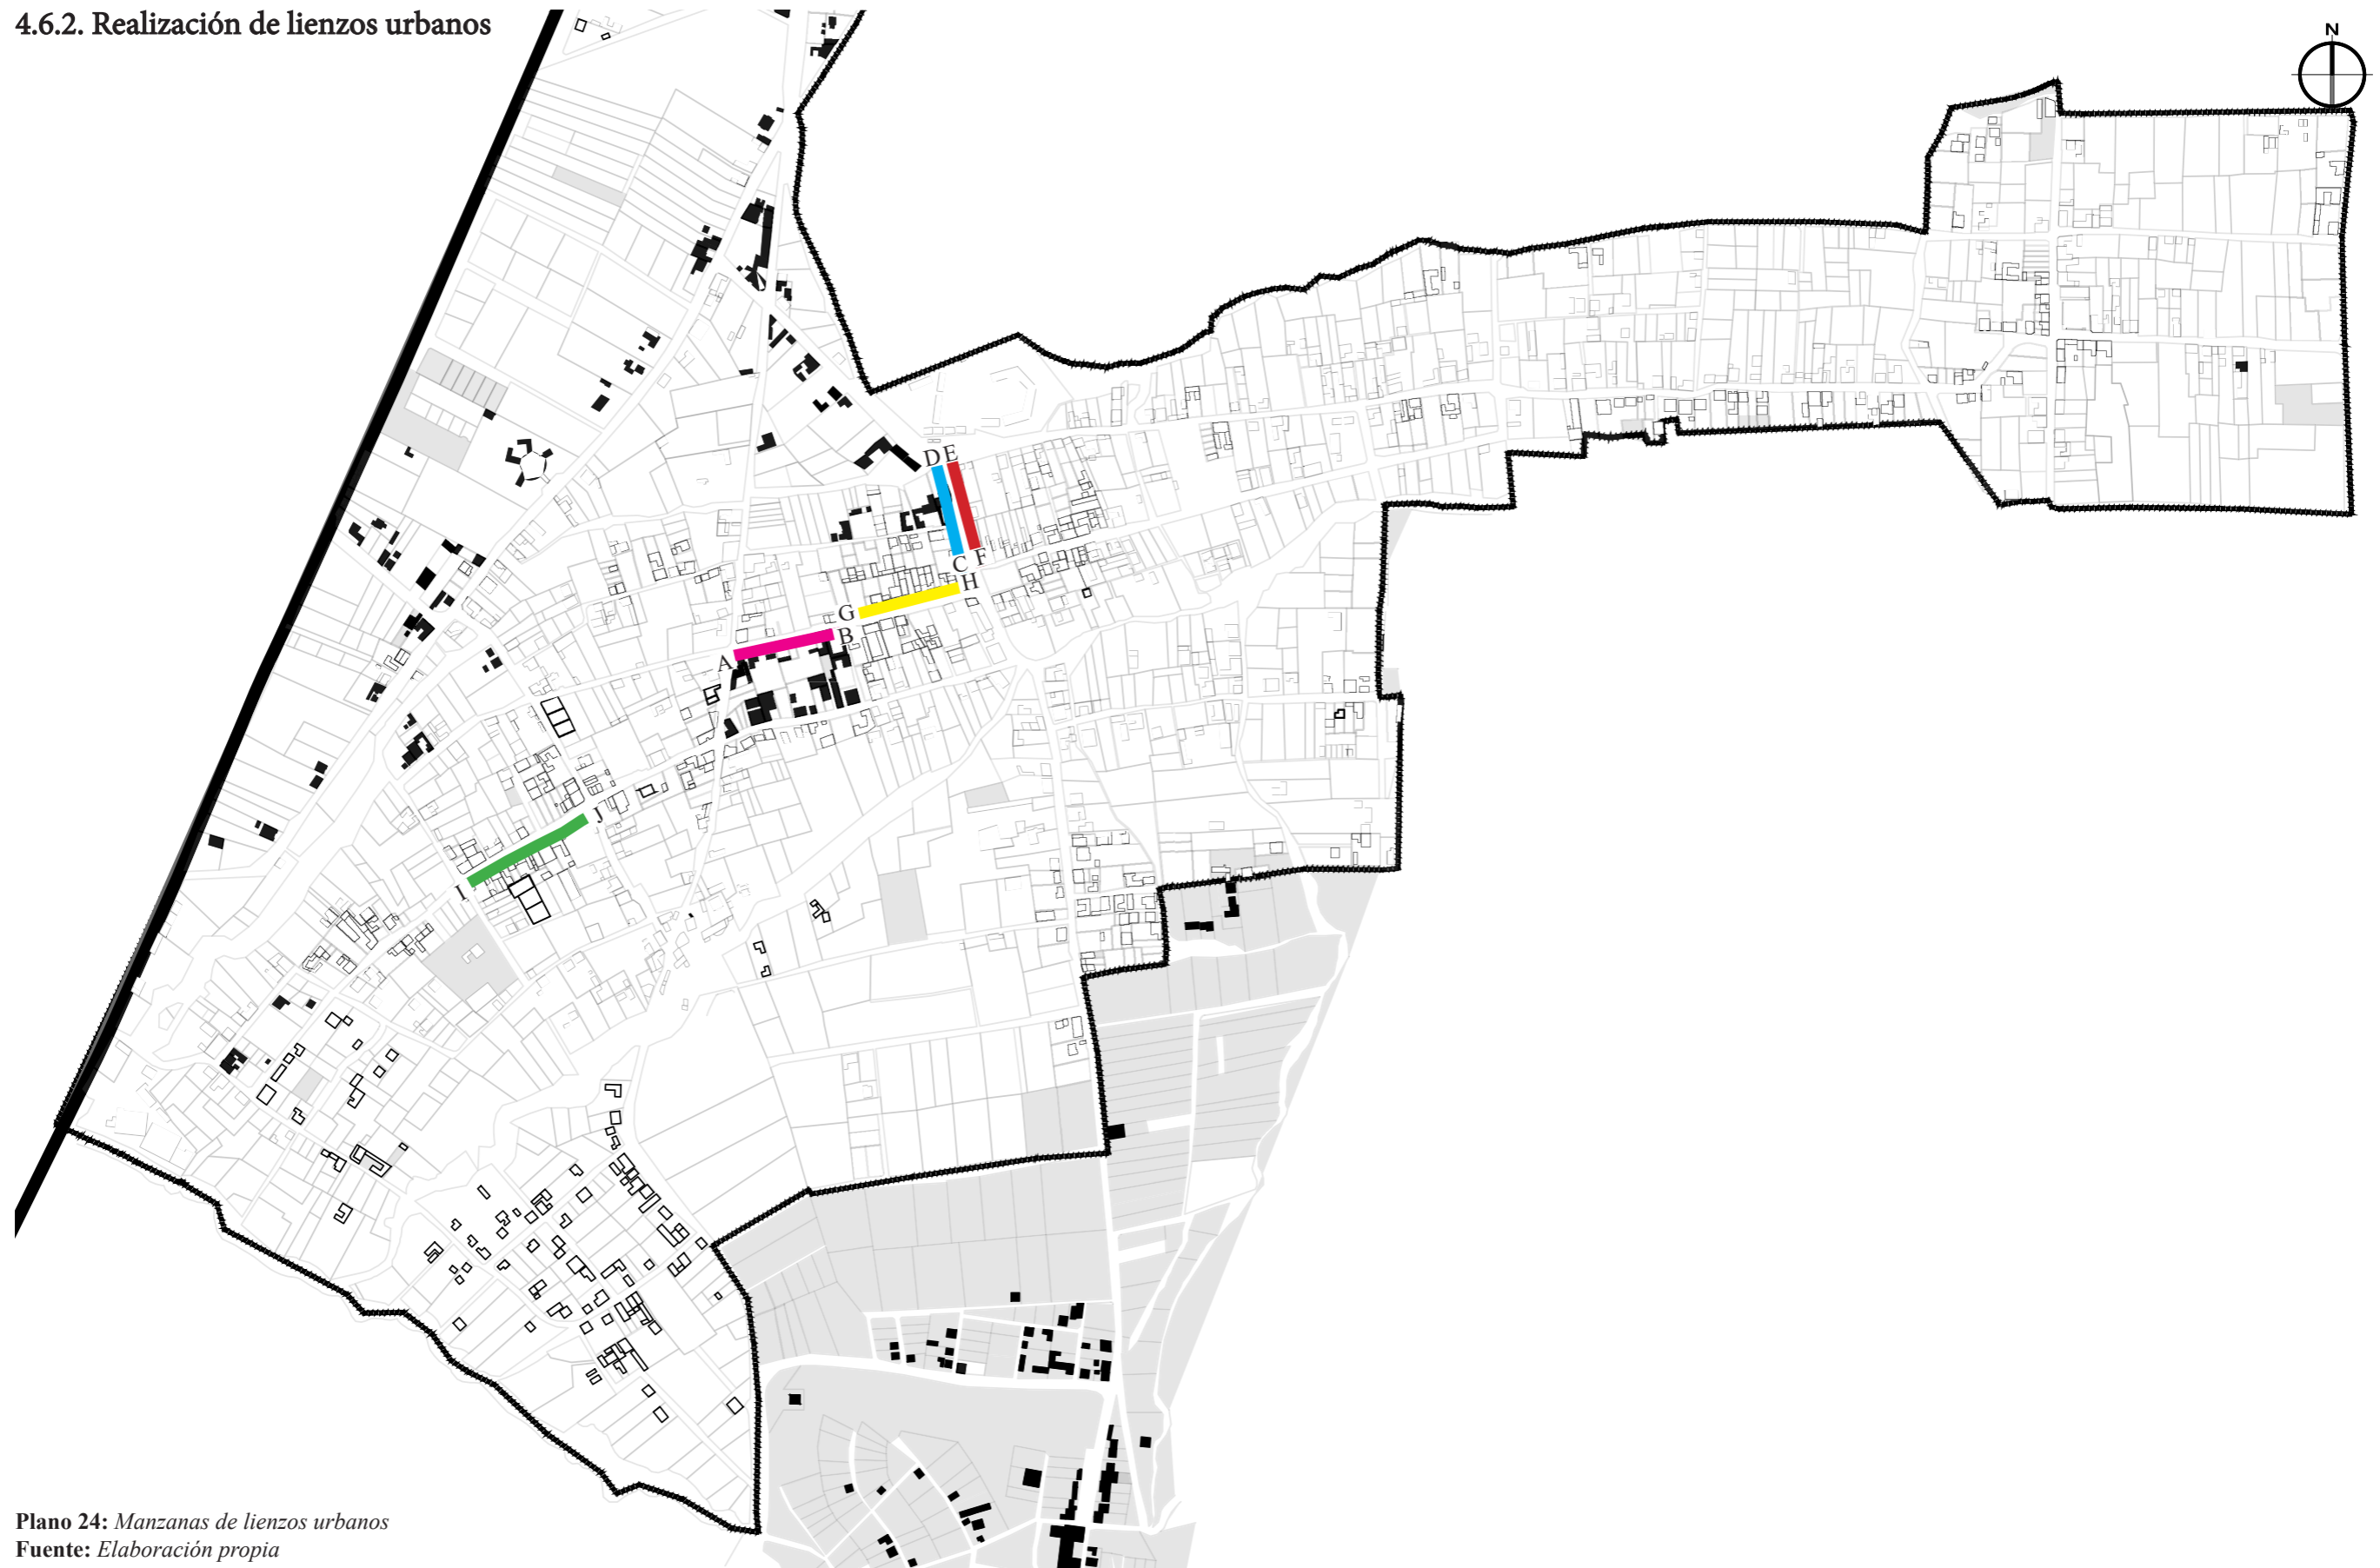 4.6.2. Realización de lienzos urbanos
N
D E
C F
H
G
B
A
J
I
Plano 24: Manzanas de lienzos urbanos
Fuente: Elaboración propia